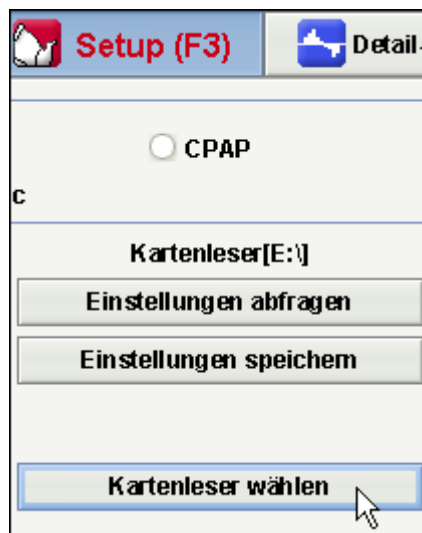 Setup (F3)
Detail-
CPAP
c
Kartenleser[E:\]
Einstellungen abfragen
Einstellungen speichern
Kartenleser wählen